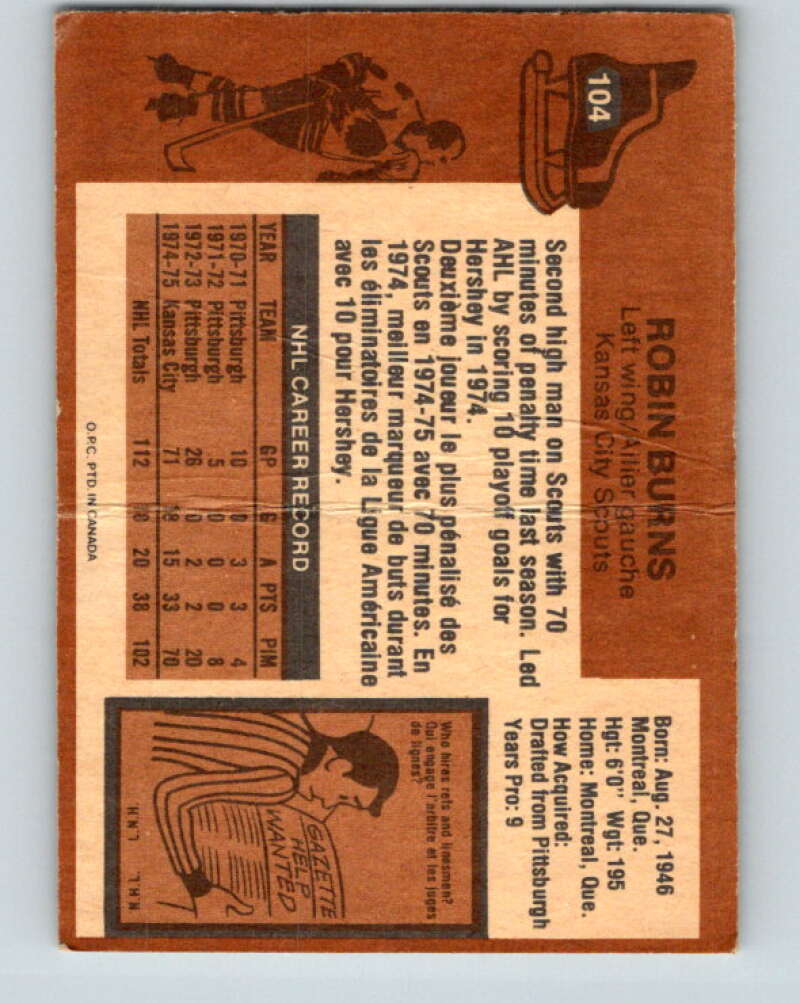 104
ROBIN BURNS
Left wing/Ailier gauche
Kansas City Scouts
Second high man on Scouts with 70
minutes of penalty time last season. Led
AHL by scoring 10 playoff goals for
Hershey in 1974.
Deuxième joueur le plus pénalisé des
Scouts en 1974-75 avec 70 minutes. En
1974, meilleur marqueur de buts durant
les éliminatoires de la Ligue Américaine
avec 10 pour Hershey.
NHL CAREER RECORD
YEAR TEAM GP G A PTS PIM
1970-71 Pittsburgh 10 0 3 3 4
1971-72 Pittsburgh 5 0 0 0 8
1972-73 Pittsburgh 26 0 2 2 20
1974-75 Kansas City 71 18 15 33 70
NHL Totals 112 20 38 102
O.P.C. PTD. IN CANADA
Born: Aug. 27, 1946
Montreal, Que.
Hgt: 6'0" Wgt: 195
Home: Montreal, Que.
How Acquired:
Drafted from Pittsburgh
Years Pro: 9
Who hires refs and linesmen?
Qui engage l'arbitre et les juges
de lignes?
GAZETTE
HELP
WANTED
N.H.L. L.N.H.